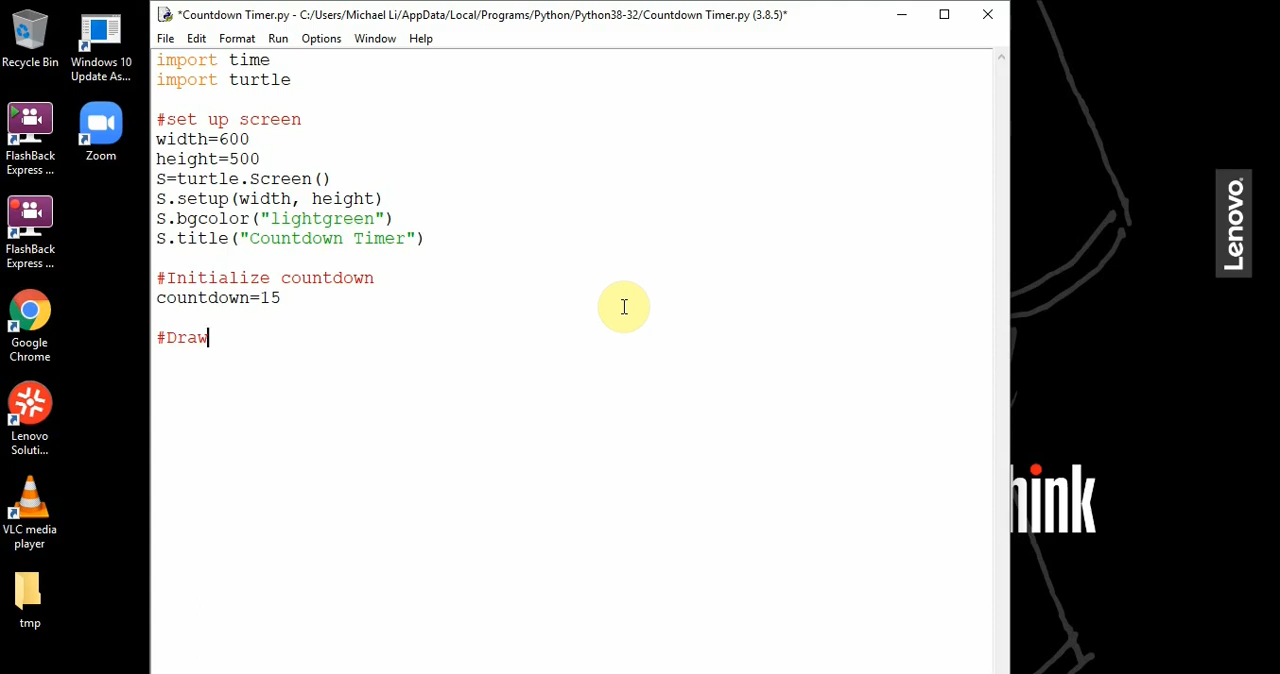 *Countdown Timer.py - C:/Users/Michael Li/AppData/Local/Programs/Python/Python38-32/Countdown Timer.py (3.8.5)*
File Edit Format Run Options Window Help
import time
import turtle
#set up screen
width=600
height=500
S=turtle.Screen()
S.setup(width, height)
S.bgcolor("lightgreen")
S.title("Countdown Timer")
#Initialize countdown
countdown=15
#Draw
Recycle Bin
Windows 10
Update As...
FlashBack
Express ...
Zoom
FlashBack
Express ...
Google
Chrome
Lenovo
Soluti...
VLC media
player
tmp
Lenovo
hink